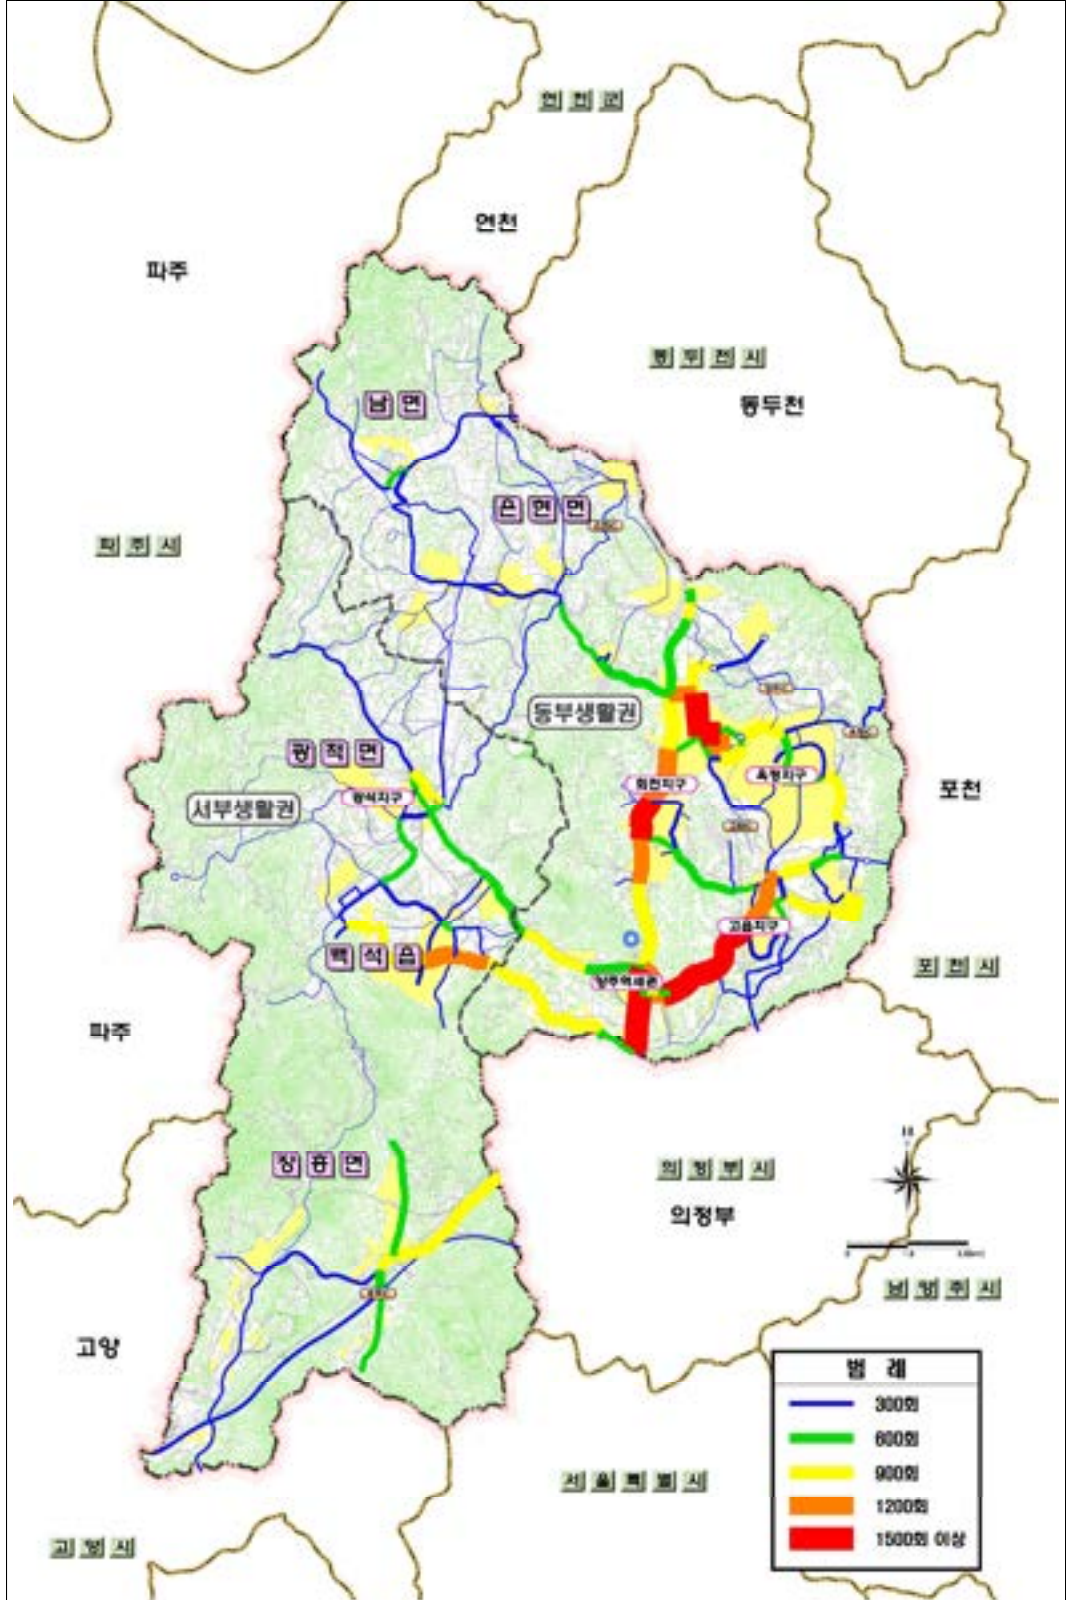 연천군
연천
파주
동두천시
동두천
남면
은현면
파주시
동부생활권
광적면
회천지구
옥정지구
광석지구
서부생활권
포천
고읍지구
백석읍
포천시
양주역세권
파주
장흥면
의정부시
의정부
남양주시
고양
범 례
300회
600회
900회
1200회
1500회 이상
서울특별시
고양시